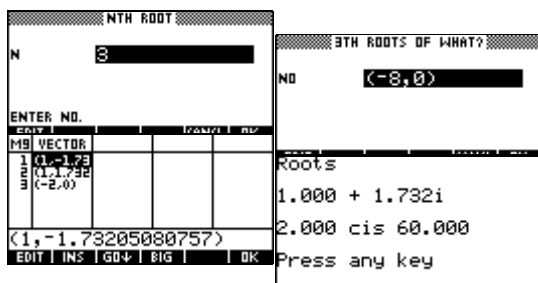 NTH ROOT
N 3
ENTER NO.
CANCL OK
M9 VECTOR
1 (1,-1.73
2 (1,1.732
3 (-2,0)
(1,-1.73205080757)
EDIT INS GO↓ BIG OK
3TH ROOTS OF WHAT?
NO (-8,0)
Roots
1.000 + 1.732i
2.000 cis 60.000
Press any key